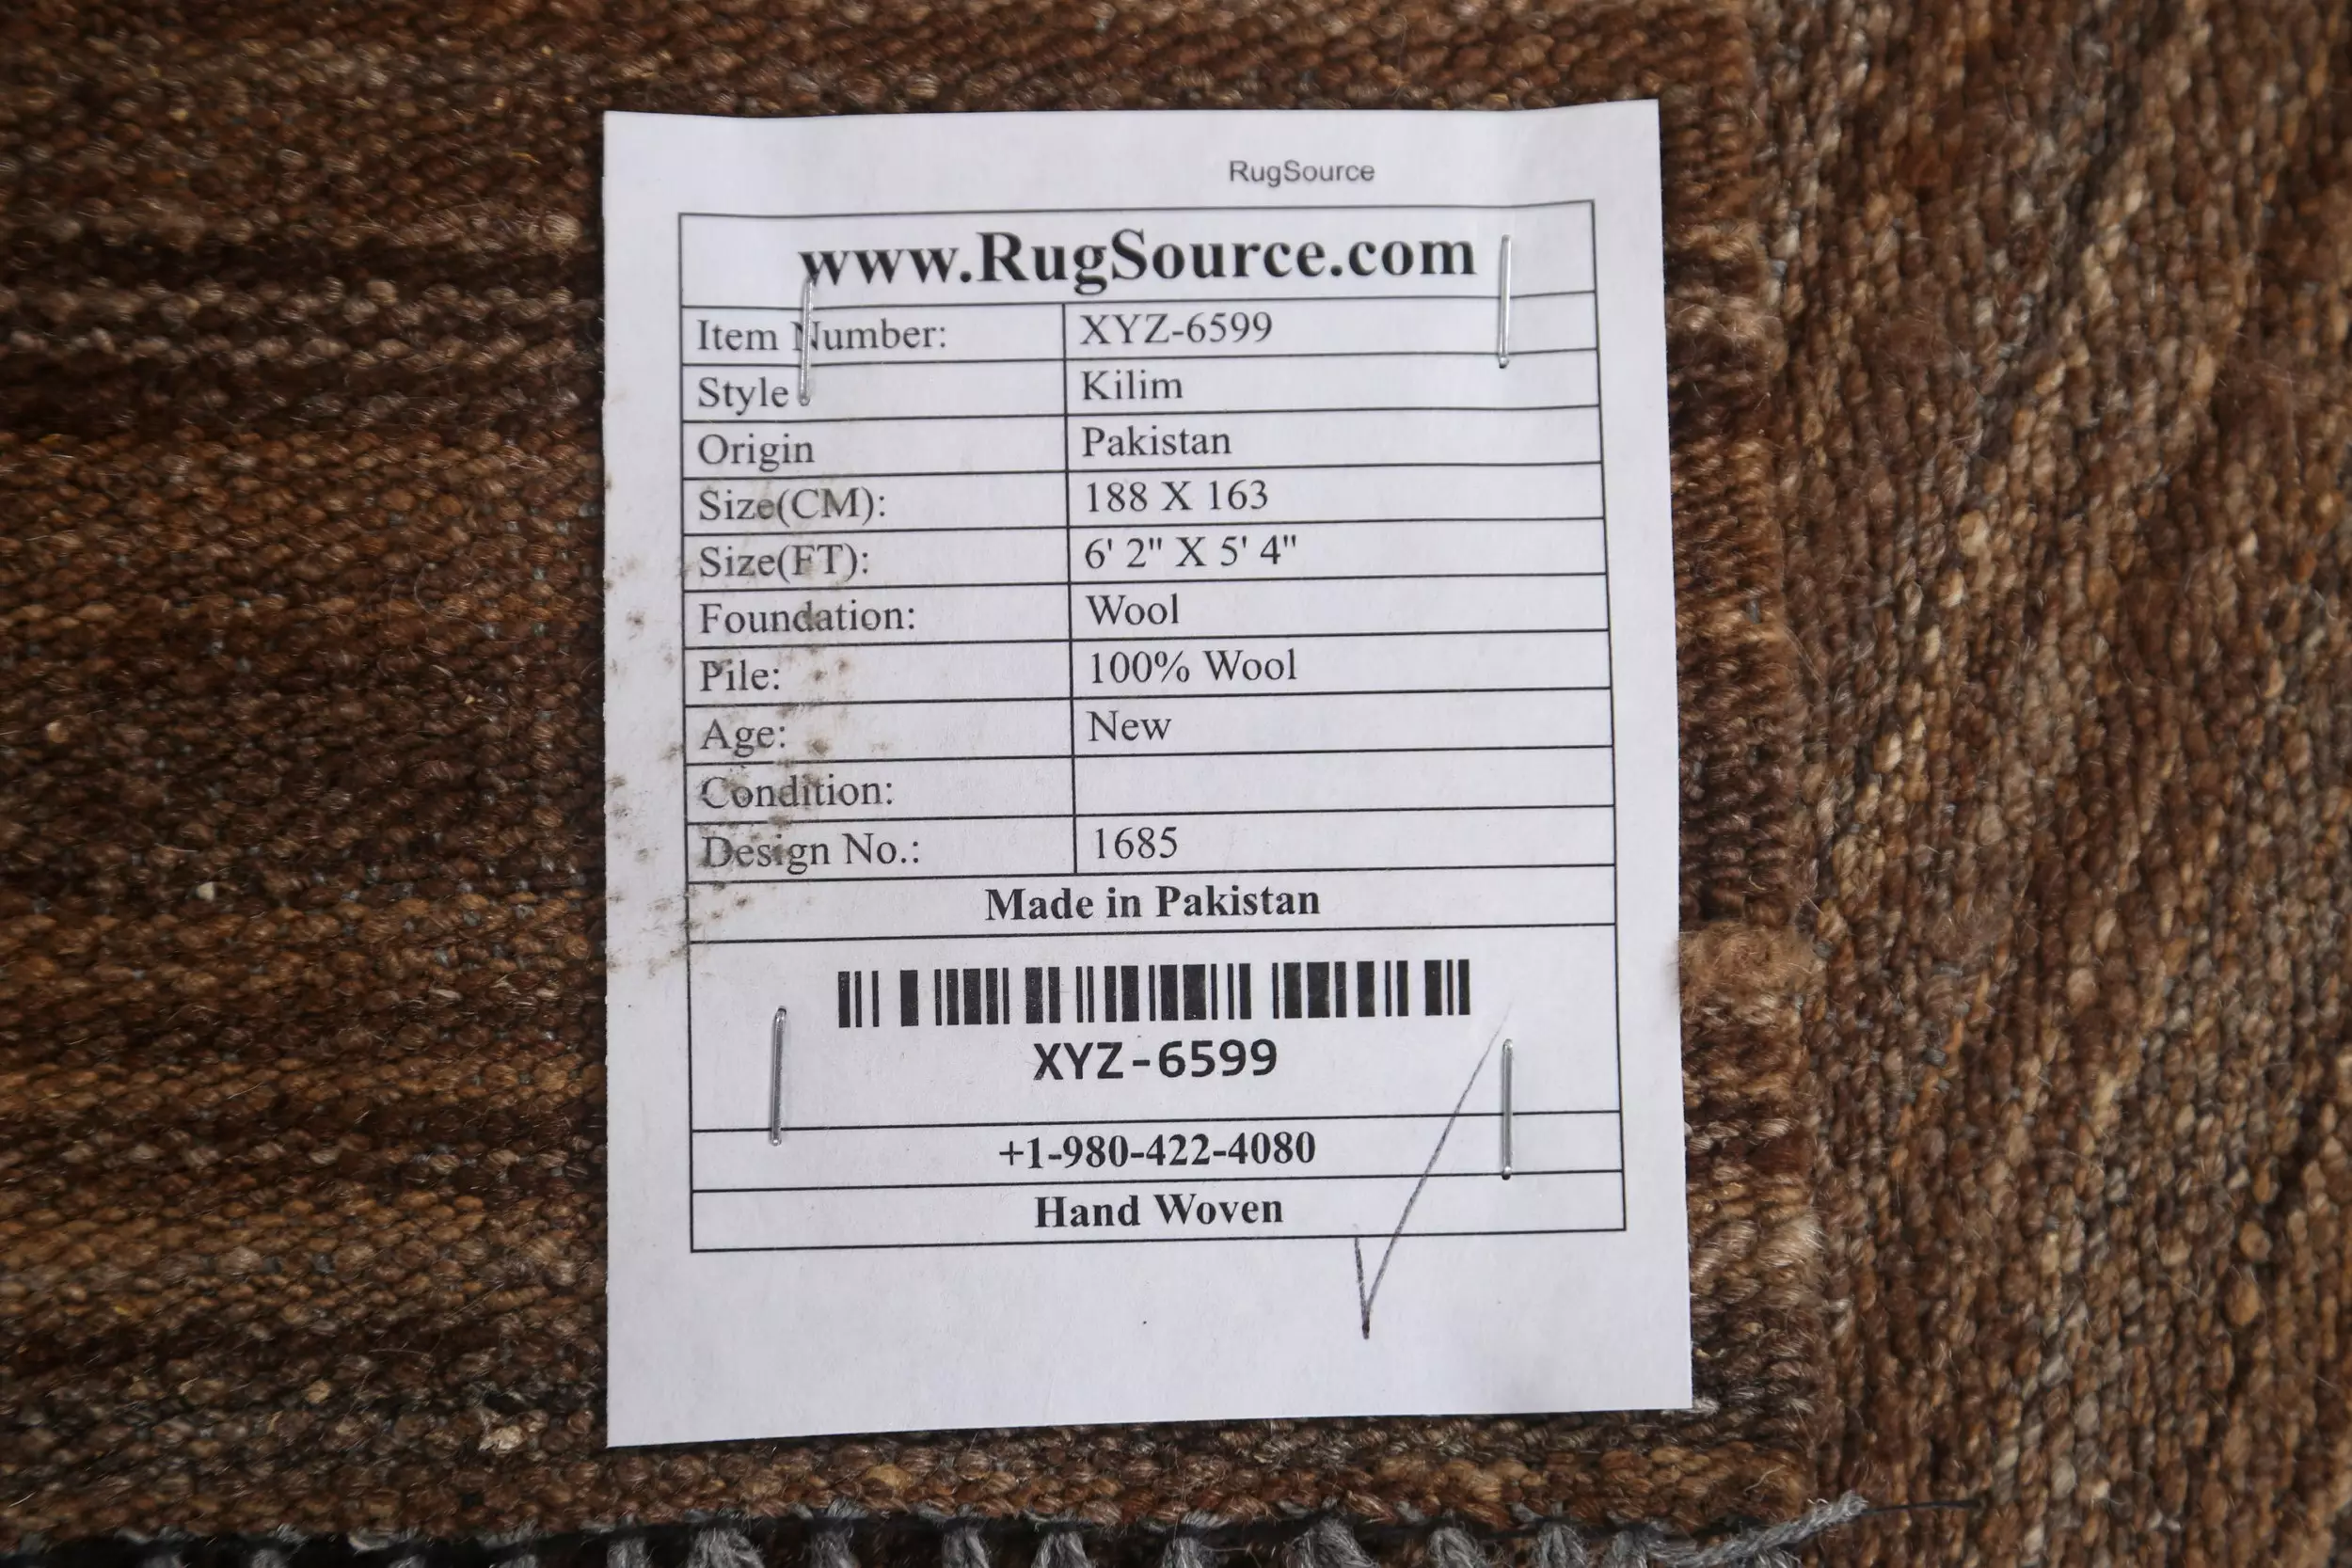 RugSource
www.RugSource.com
Item Number: XYZ-6599
Style Kilim
Origin Pakistan
Size(CM): 188 X 163
Size(FT): 6' 2" X 5' 4"
Foundation: Wool
Pile: 100% Wool
Age: New
Condition:
Design No.: 1685
Made in Pakistan
XYZ-6599
+1-980-422-4080
Hand Woven